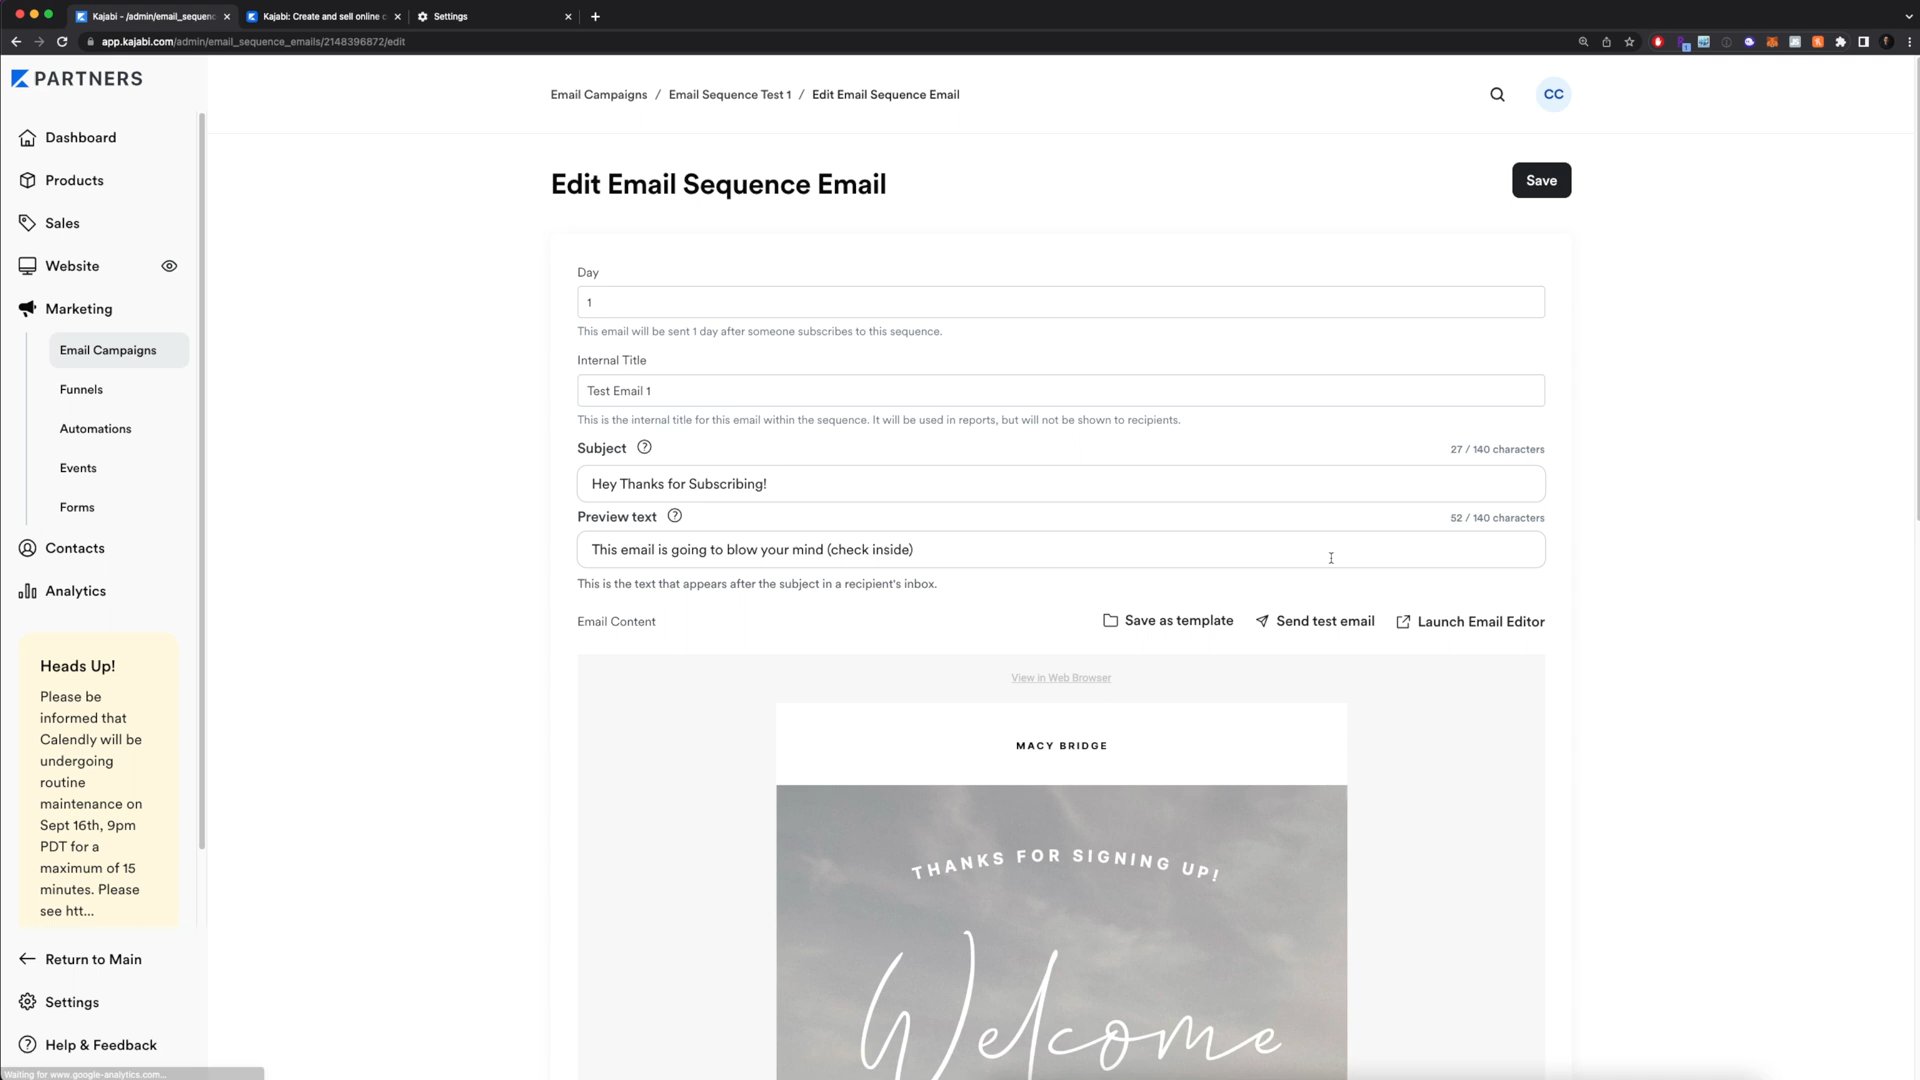 Kajabi - /admin/email_sequenc
Kajabi: Create and sell online c
Settings
app.kajabi.com/admin/email_sequence_emails/2148396872/edit
PARTNERS
Email Campaigns / Email Sequence Test 1 / Edit Email Sequence Email
CC
Dashboard
Products
Sales
Website
Marketing
Email Campaigns
Funnels
Automations
Events
Forms
Contacts
Analytics
Heads Up!
Please be
informed that
Calendly will be
undergoing
routine
maintenance on
Sept 16th, 9pm
PDT for a
maximum of 15
minutes. Please
see htt...
Return to Main
Settings
Help & Feedback
Waiting for www.google-analytics.com...
Edit Email Sequence Email
Save
Day
1
This email will be sent 1 day after someone subscribes to this sequence.
Internal Title
Test Email 1
This is the internal title for this email within the sequence. It will be used in reports, but will not be shown to recipients.
Subject
27 / 140 characters
Hey Thanks for Subscribing!
Preview text
52 / 140 characters
This email is going to blow your mind (check inside)
This is the text that appears after the subject in a recipient's inbox.
Email Content
Save as template
Send test email
Launch Email Editor
View in Web Browser
MACY BRIDGE
THANKS FOR SIGNING UP!
Welcome